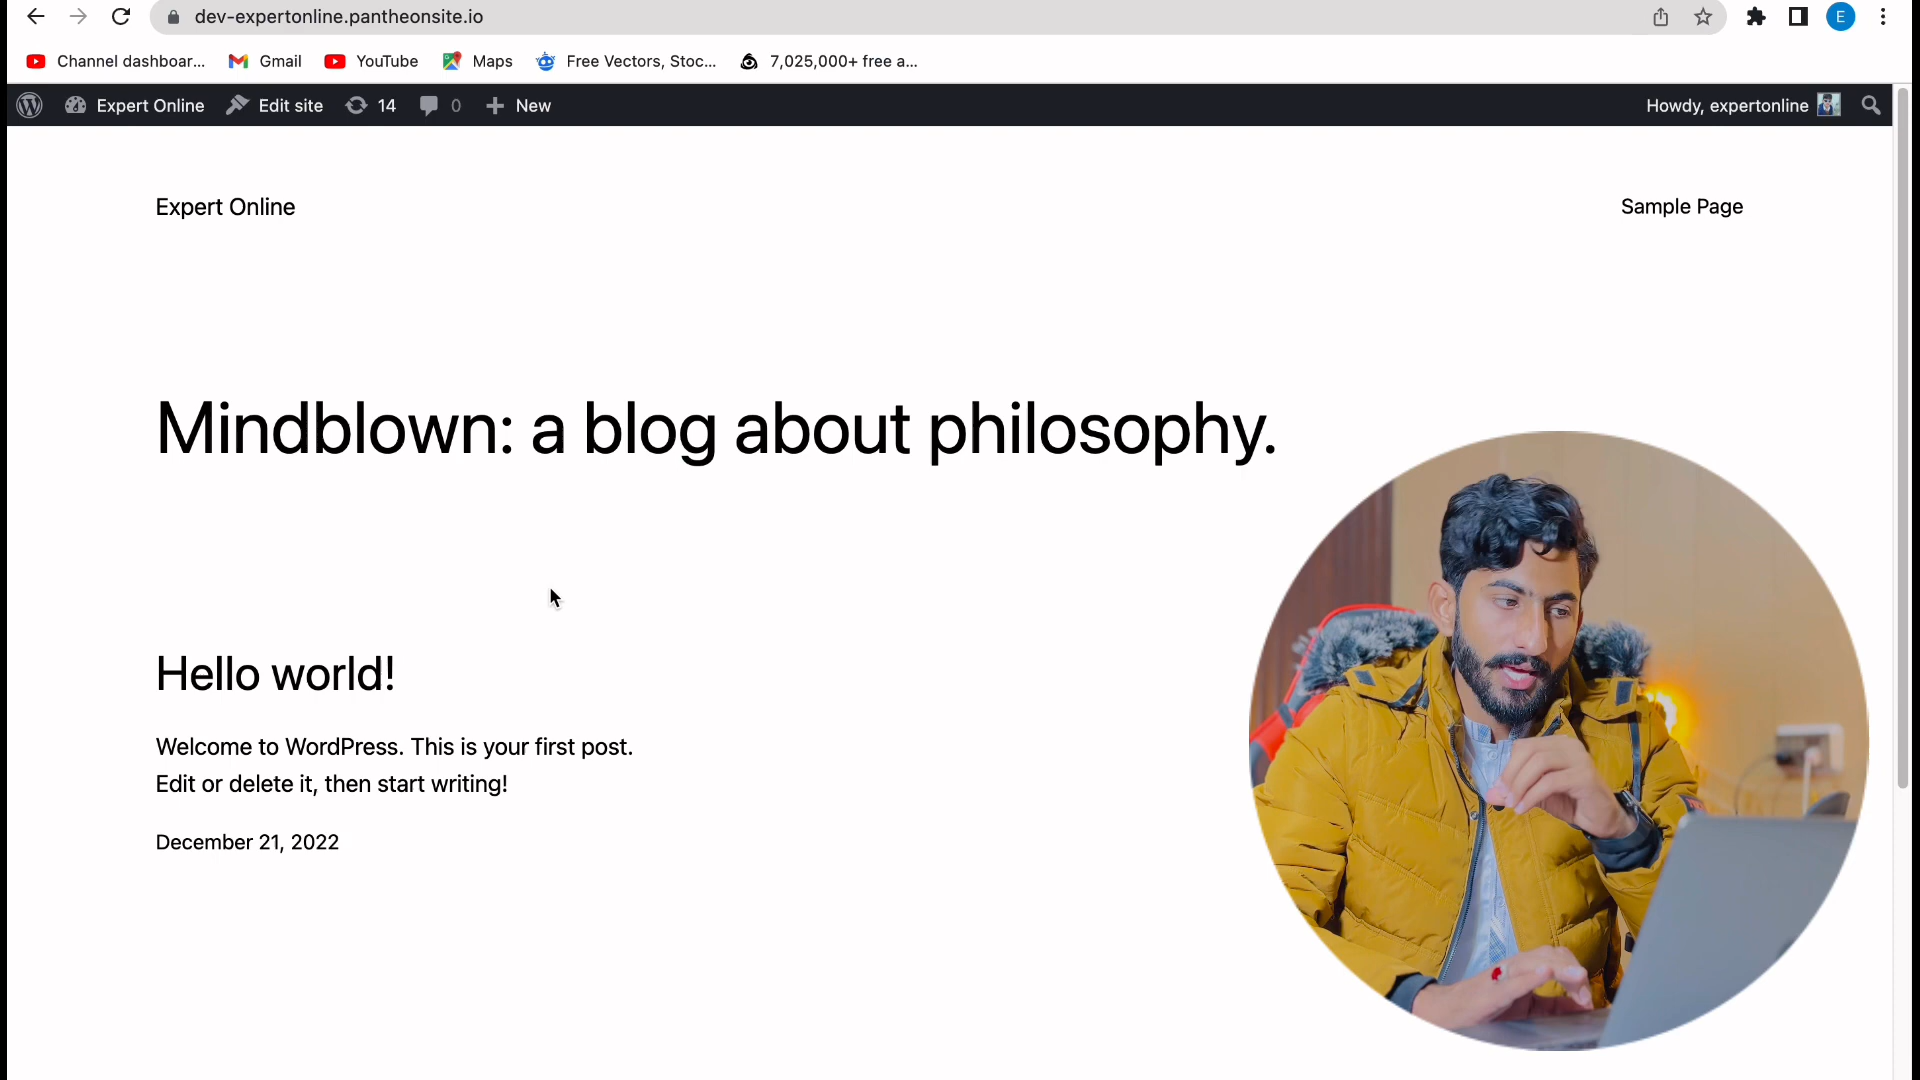 dev-expertonline.pantheonsite.io
E
Channel dashboar...
Gmail
YouTube
Maps
Free Vectors, Stoc...
7,025,000+ free a...
Expert Online
Edit site
14
0
New
Howdy, expertonline
Expert Online
Sample Page
Mindblown: a blog about philosophy.
Hello world!
Welcome to WordPress. This is your first post.
Edit or delete it, then start writing!
December 21, 2022